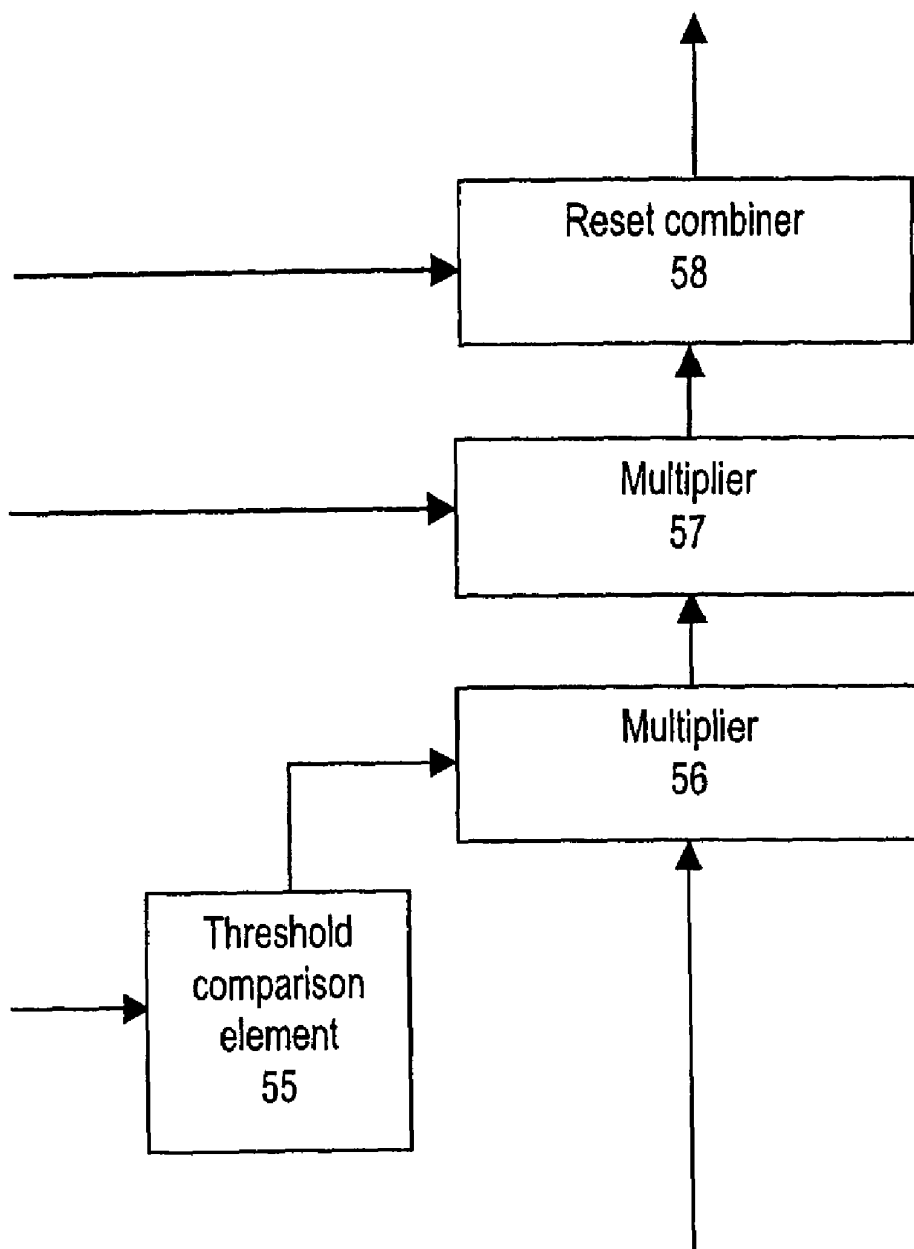 Reset combiner
58
Multiplier
57
Multiplier
56
Threshold
comparison
element
55